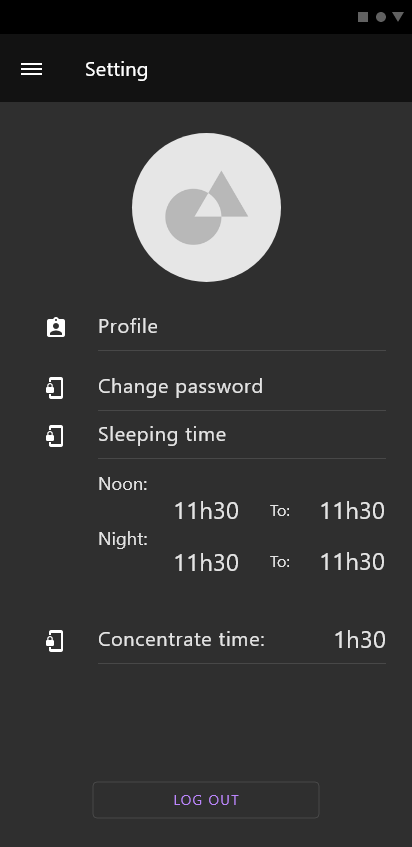 Setting
Profile
Change password
Sleeping time
Noon:
11h30 To: 11h30
Night:
11h30 To: 11h30
Concentrate time: 1h30
LOG OUT